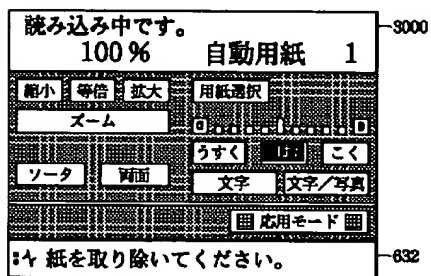 読み込み中です。
100% 自動用紙 1
3000
縮小 等倍 拡大 用紙選択
ズーム
うすく こく
ソータ 両面
文字 文字/写真
応用モード
紙を取り除いてください。
632